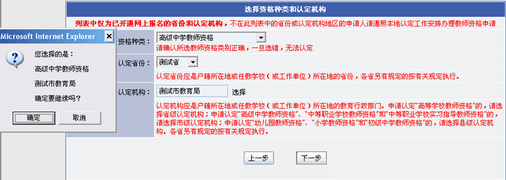 选择资格种类和认定机构
列表中仅为已开通网上报名的省份和认定机构,不在此列表中的省份或认定机构地区的申请人请遵照本地认定工作安排办理教师资格申请
Microsoft Internet Explorer
您选择的是:
高级中学教师资格
测试市教育局
确定要继续吗?
确定
取消
资格种类:
高级中学教师资格
请确认所选教师资格类别正确,一旦选错,无法认定
认定省份:
测试省
认定省份应是户籍所在地或任教学校(或工作单位)所在地的省份,各省另有规定的按有关规定执行。
认定机构:
测试市教育局
选择
认定机构应是户籍所在地或任教学校(或工作单位)所在地的教育行政部门。申请认定"高等学校教师资格"的,请
选择省级认定机构;申请认定"高级中学教师资格"、"中等职业学校教师资格"和"中等职业学校实习指导教师资格"的,
请选择市级认定机构;申请认定"幼儿园教师资格"、"小学教师资格"和"初级中学教师资格"的,请选择县级认定机
构。各省另有规定的按有关规定执行。
上一步
下一步